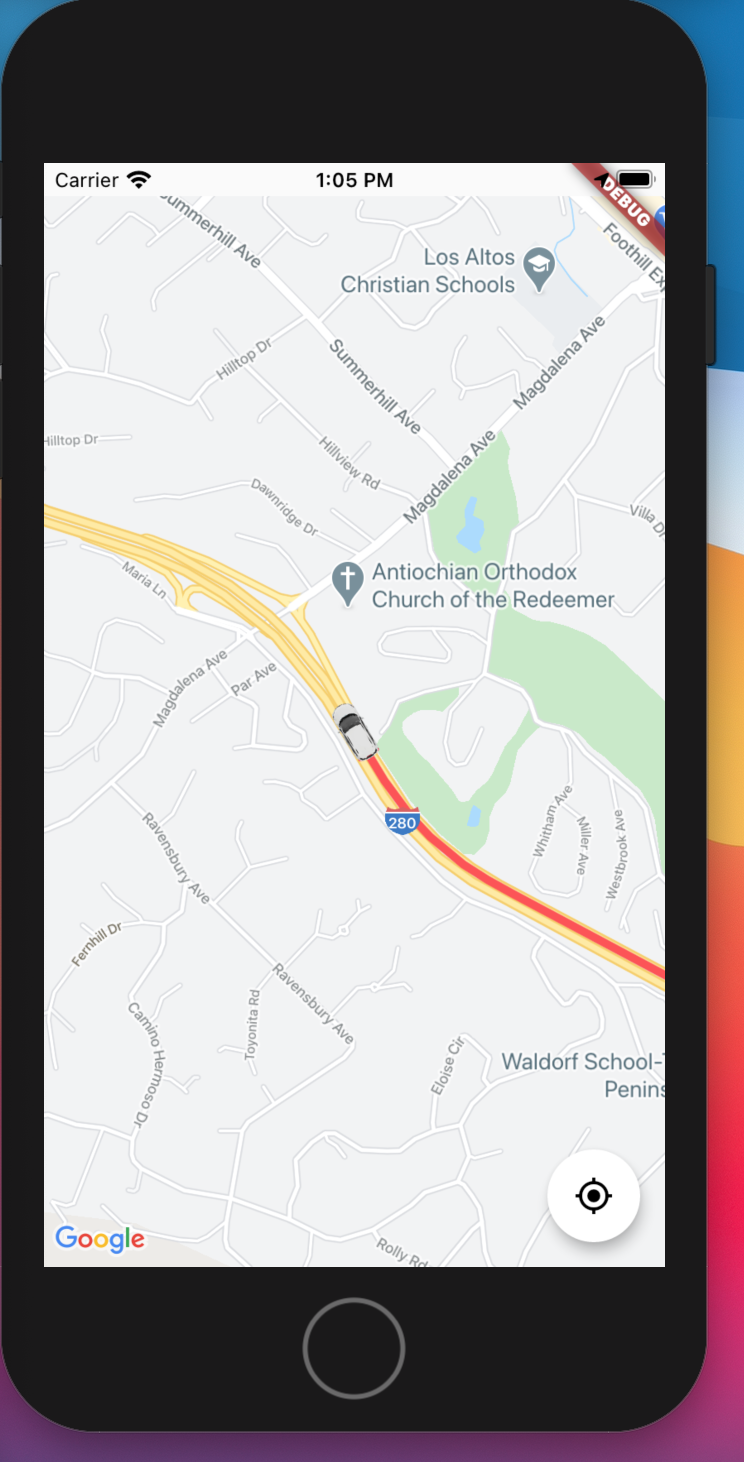 Carrier
1:05 PM
DEBUG
Summerhill Ave
Foothill Ex
Los Altos
Christian Schools
Magdalena Ave
Hilltop Dr
Summerhill Ave
Hilltop Dr
Hillview Rd
Magdalena Ave
Dawnridge Dr
Villa Dr
Maria Ln
Antiochian Orthodox
Church of the Redeemer
Magdalena Ave
Par Ave
280
Whitham Ave
Miller Ave
Westbrook Ave
Ravensbury Ave
Fernhill Dr
Ravensbury Ave
Toyonita Rd
Camino Hermoso Dr
Eloise Cir
Waldorf School-
Penins
Google
Rolly Rd